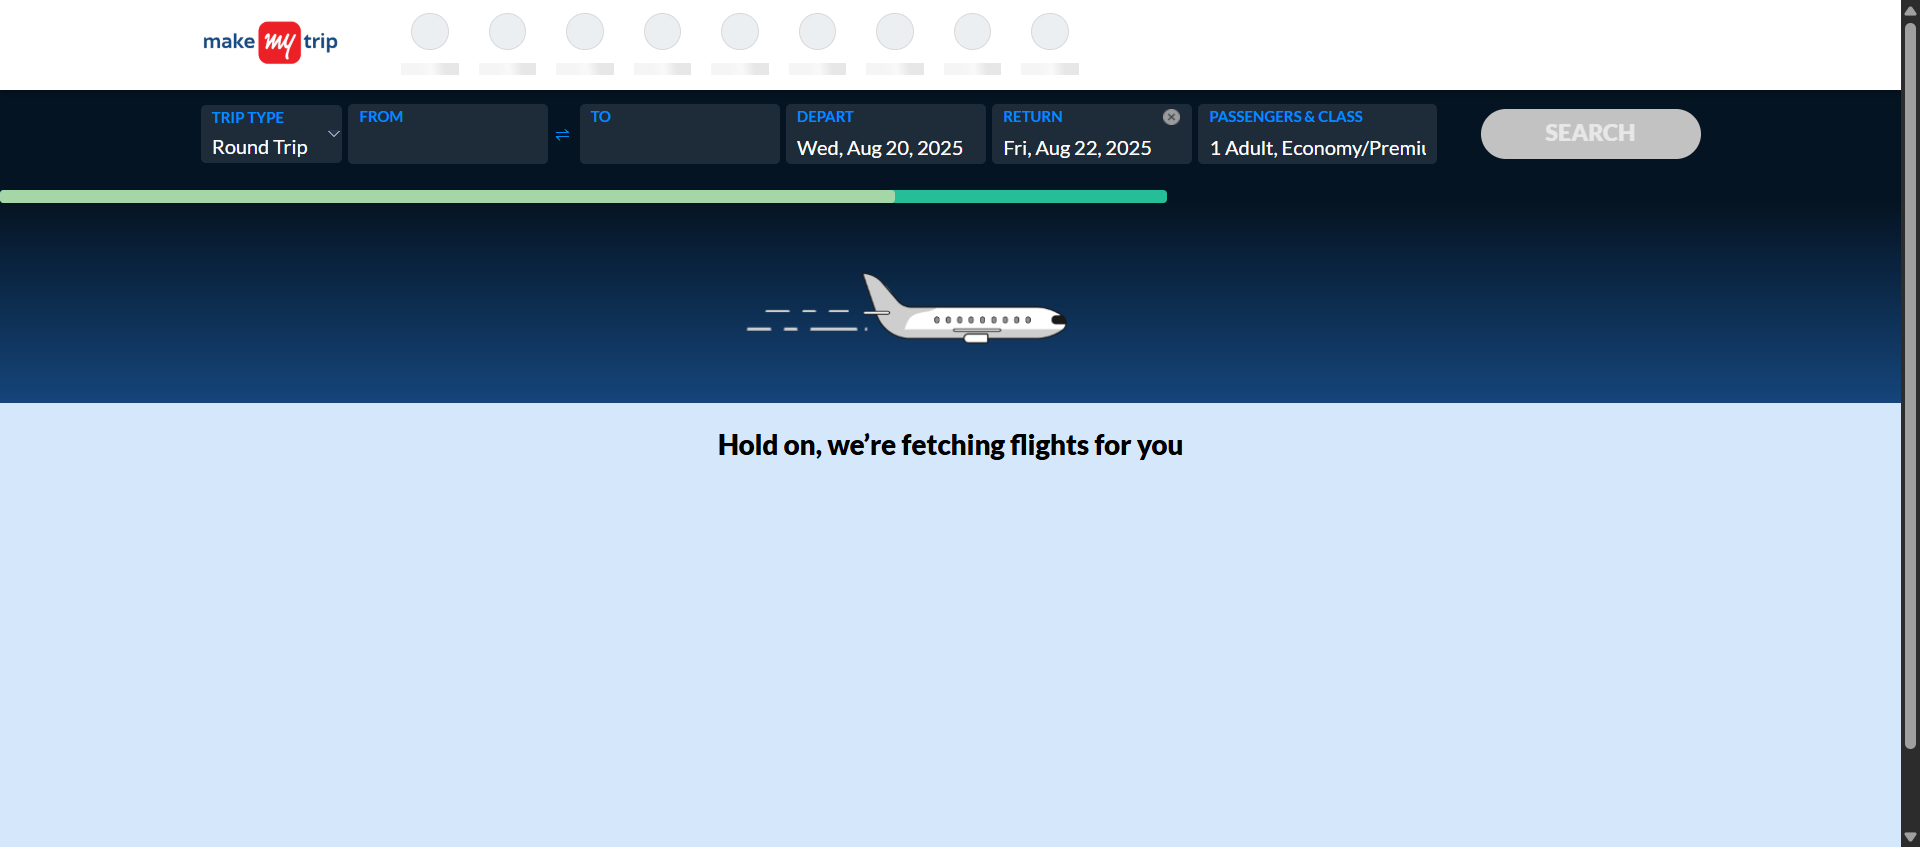 make my trip
TRIP TYPE
Round Trip
FROM
TO
DEPART
Wed, Aug 20, 2025
RETURN
Fri, Aug 22, 2025
PASSENGERS & CLASS
1 Adult, Economy/Premiu
SEARCH
Hold on, we’re fetching flights for you